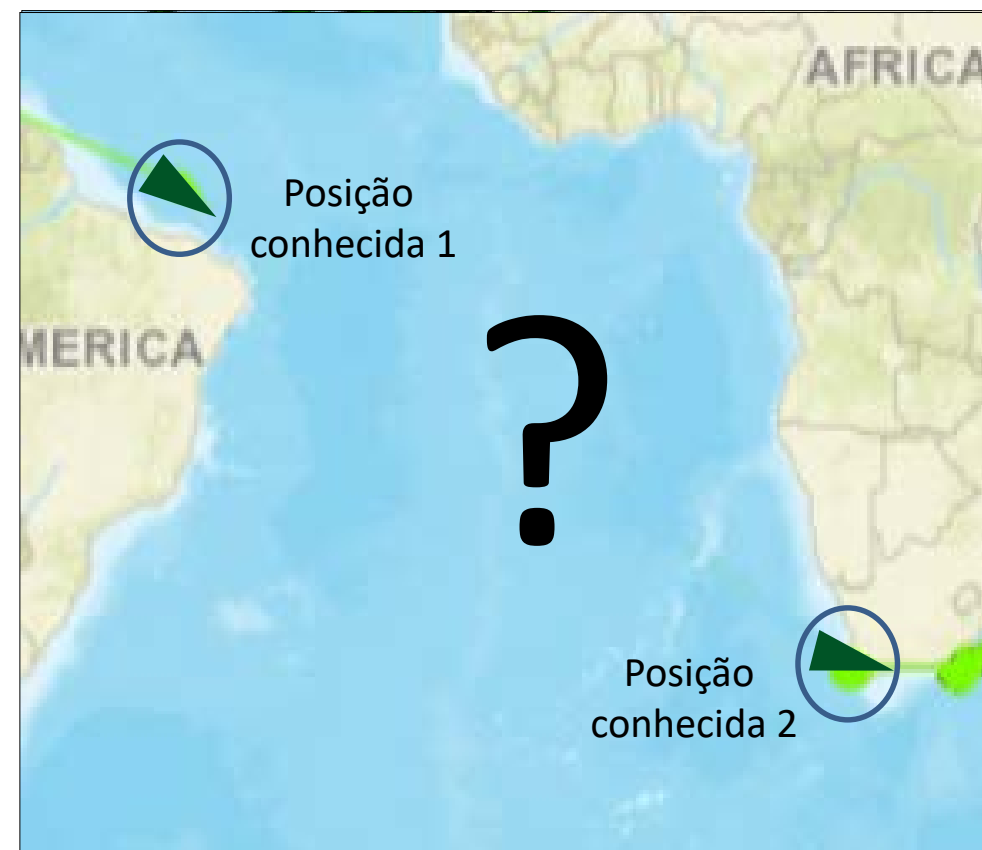 AFRICA
Posição
conhecida 1
MERICA
?
Posição
conhecida 2